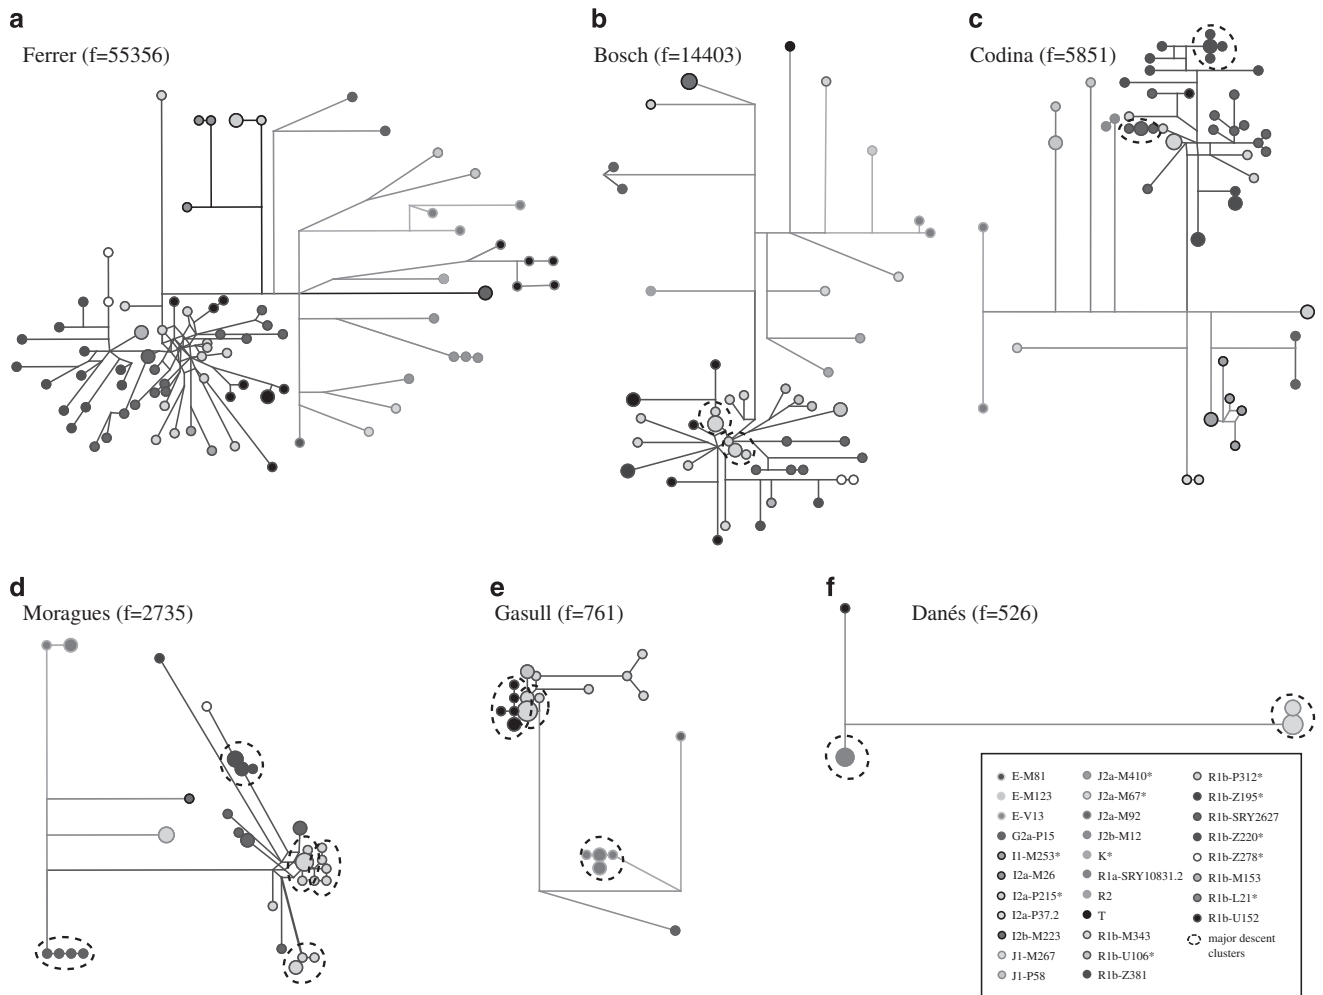 a
Ferrer (f=55356)
b
Bosch (f=14403)
c
Codina (f=5851)
d
Moragues (f=2735)
e
Gasull (f=761)
f
Danés (f=526)
E-M81
E-M123
E-V13
G2a-P15
I1-M253*
I2a-M26
I2a-P215*
I2a-P37.2
I2b-M223
J1-M267
J1-P58
J2a-M410*
J2a-M67*
J2a-M92
J2b-M12
K*
R1a-SRY10831.2
R2
T
R1b-M343
R1b-U106*
R1b-Z381
R1b-P312*
R1b-Z195*
R1b-SRY2627
R1b-Z220*
R1b-Z278*
R1b-M153
R1b-L21*
R1b-U152
major descent
clusters